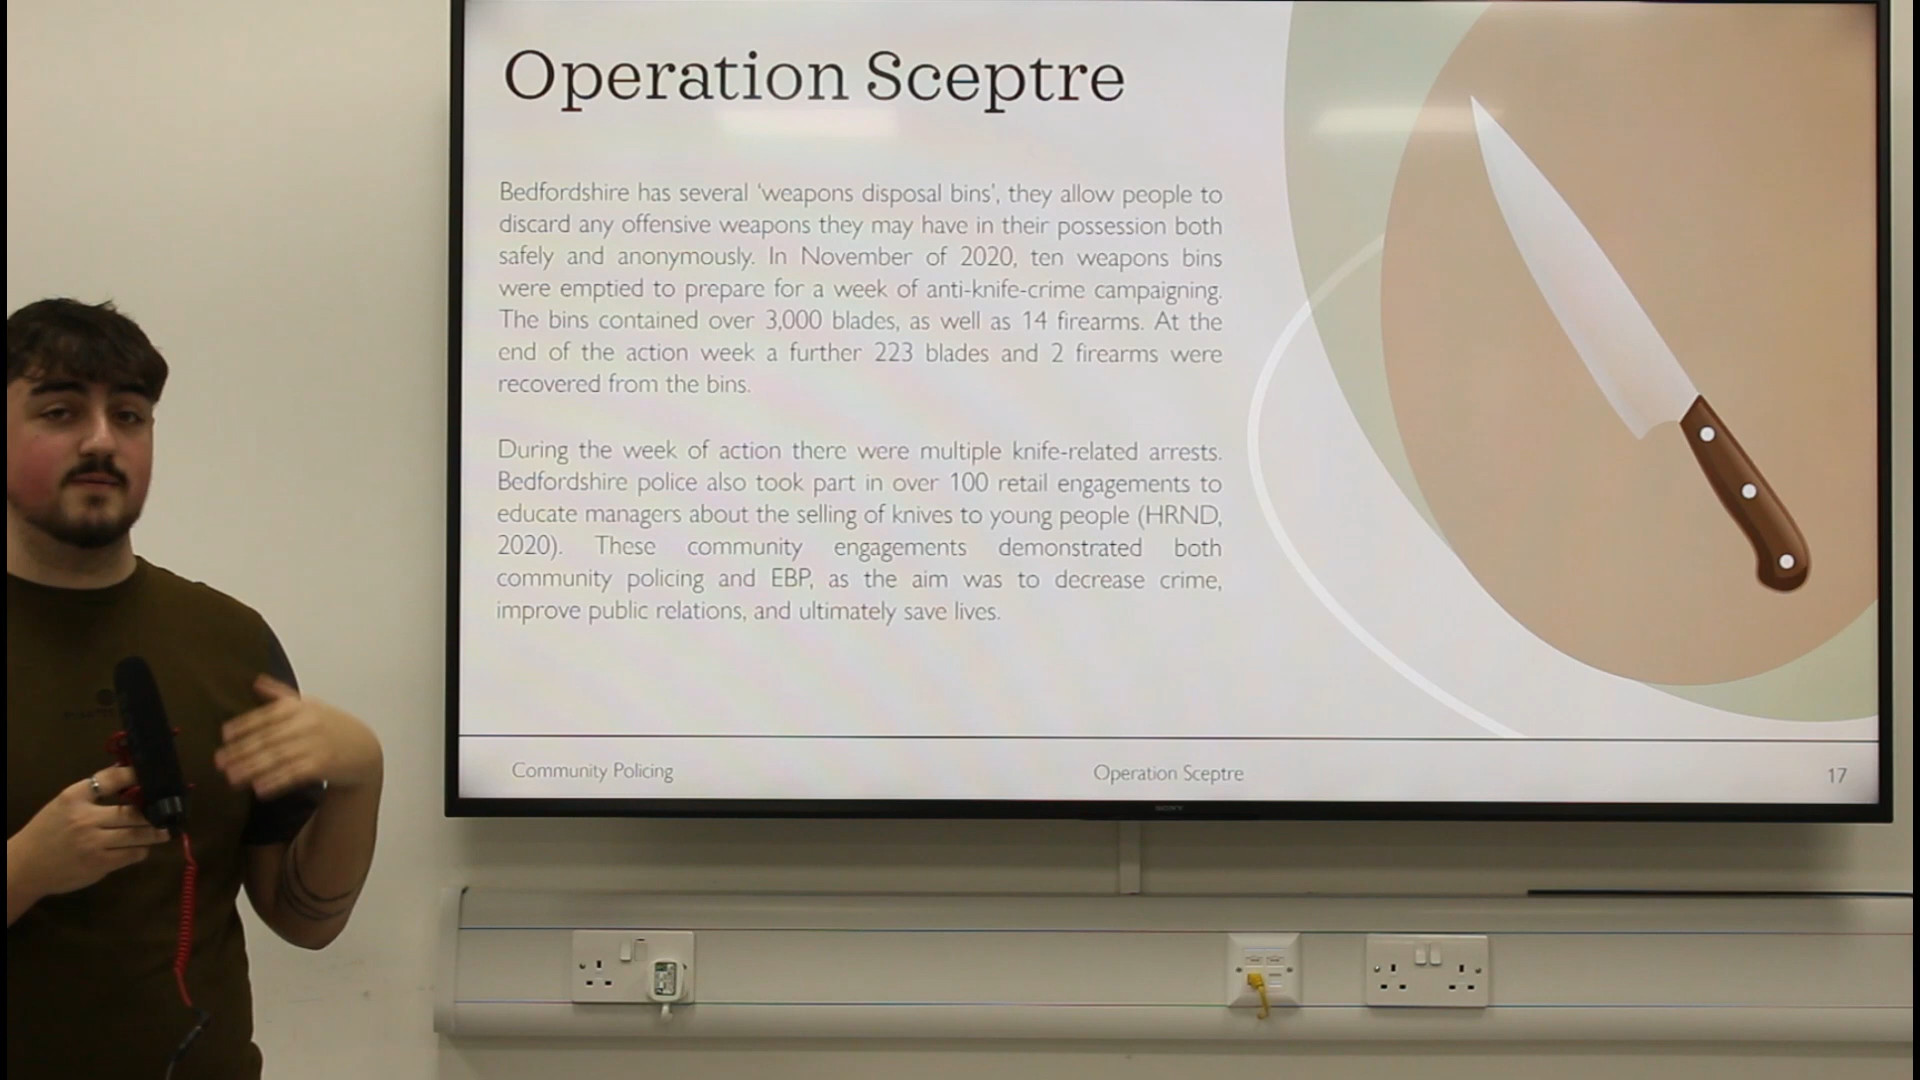 Operation Sceptre
Bedfordshire has several ‘weapons disposal bins’, they allow people to
discard any offensive weapons they may have in their possession both
safely and anonymously. In November of 2020, ten weapons bins
were emptied to prepare for a week of anti-knife-crime campaigning.
The bins contained over 3,000 blades, as well as 14 firearms. At the
end of the action week a further 223 blades and 2 firearms were
recovered from the bins.
During the week of action there were multiple knife-related arrests.
Bedfordshire police also took part in over 100 retail engagements to
educate managers about the selling of knives to young people (HRND,
2020). These community engagements demonstrated both
community policing and EBP, as the aim was to decrease crime,
improve public relations, and ultimately save lives.
Community Policing
Operation Sceptre
17
SONY